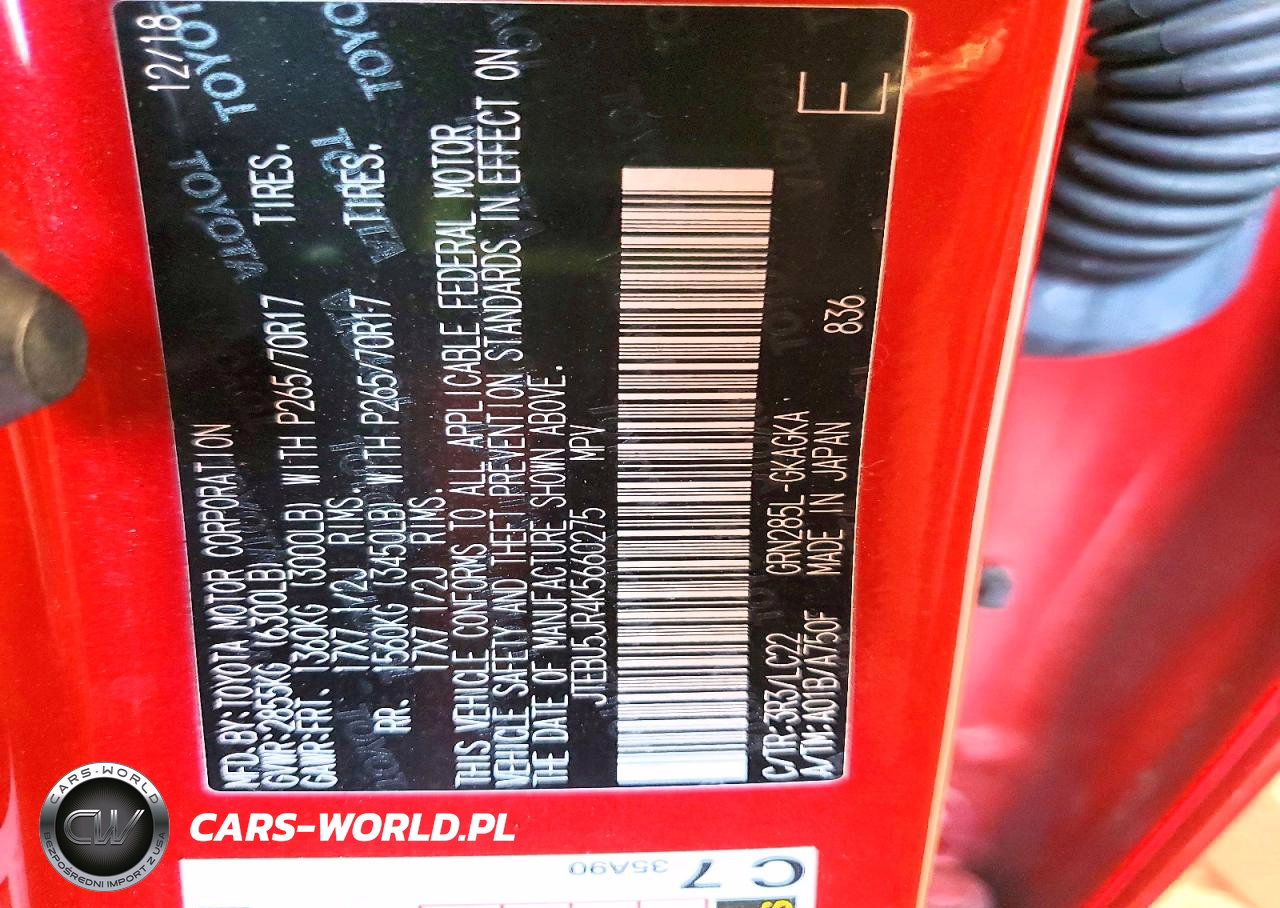 12/18
MFD.BY:TOYOTA MOTOR CORPORATION
GVWR:2855KG (6300LB)
GAWR:FRT. 1360KG (3000LB) WITH P265/70R17 TIRES.
17X7 1/2J RIMS.
RR. 1560KG (3450LB) WITH P265/70R17 TIRES.
17X7 1/2J RIMS.
THIS VEHICLE CONFORMS TO ALL APPLICABLE FEDERAL MOTOR
VEHICLE SAFETY AND THEFT PREVENTION STANDARDS IN EFFECT ON
THE DATE OF MANUFACTURE SHOWN ABOVE.
JTEBU5JR4K5660275 MPV
C/TR:3R3/LC22 GRN285L-GKAGKA
A/TM:A01B/A750F MADE IN JAPAN 836
E
TOYOTA
TOYOTA
CARS-WORLD
CW
BEZPOŚREDNI IMPORT Z USA
CARS-WORLD.PL
C7
35A90